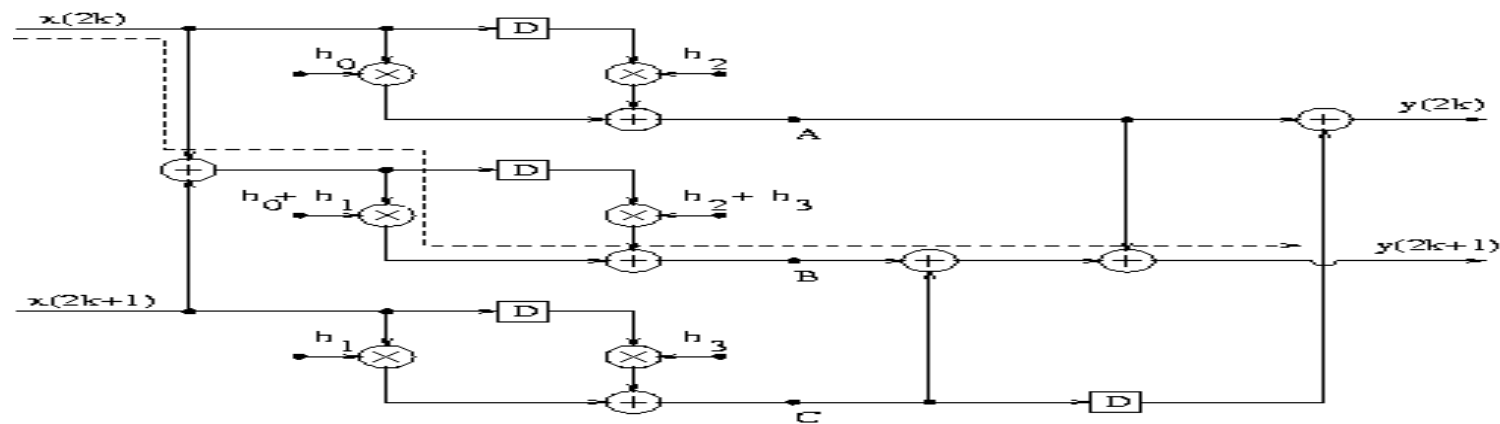 x(2k)
D
h0
h2
y(2k)
A
D
h0 + h1
h2 + h3
y(2k+1)
B
x(2k+1)
D
h1
h3
D
C